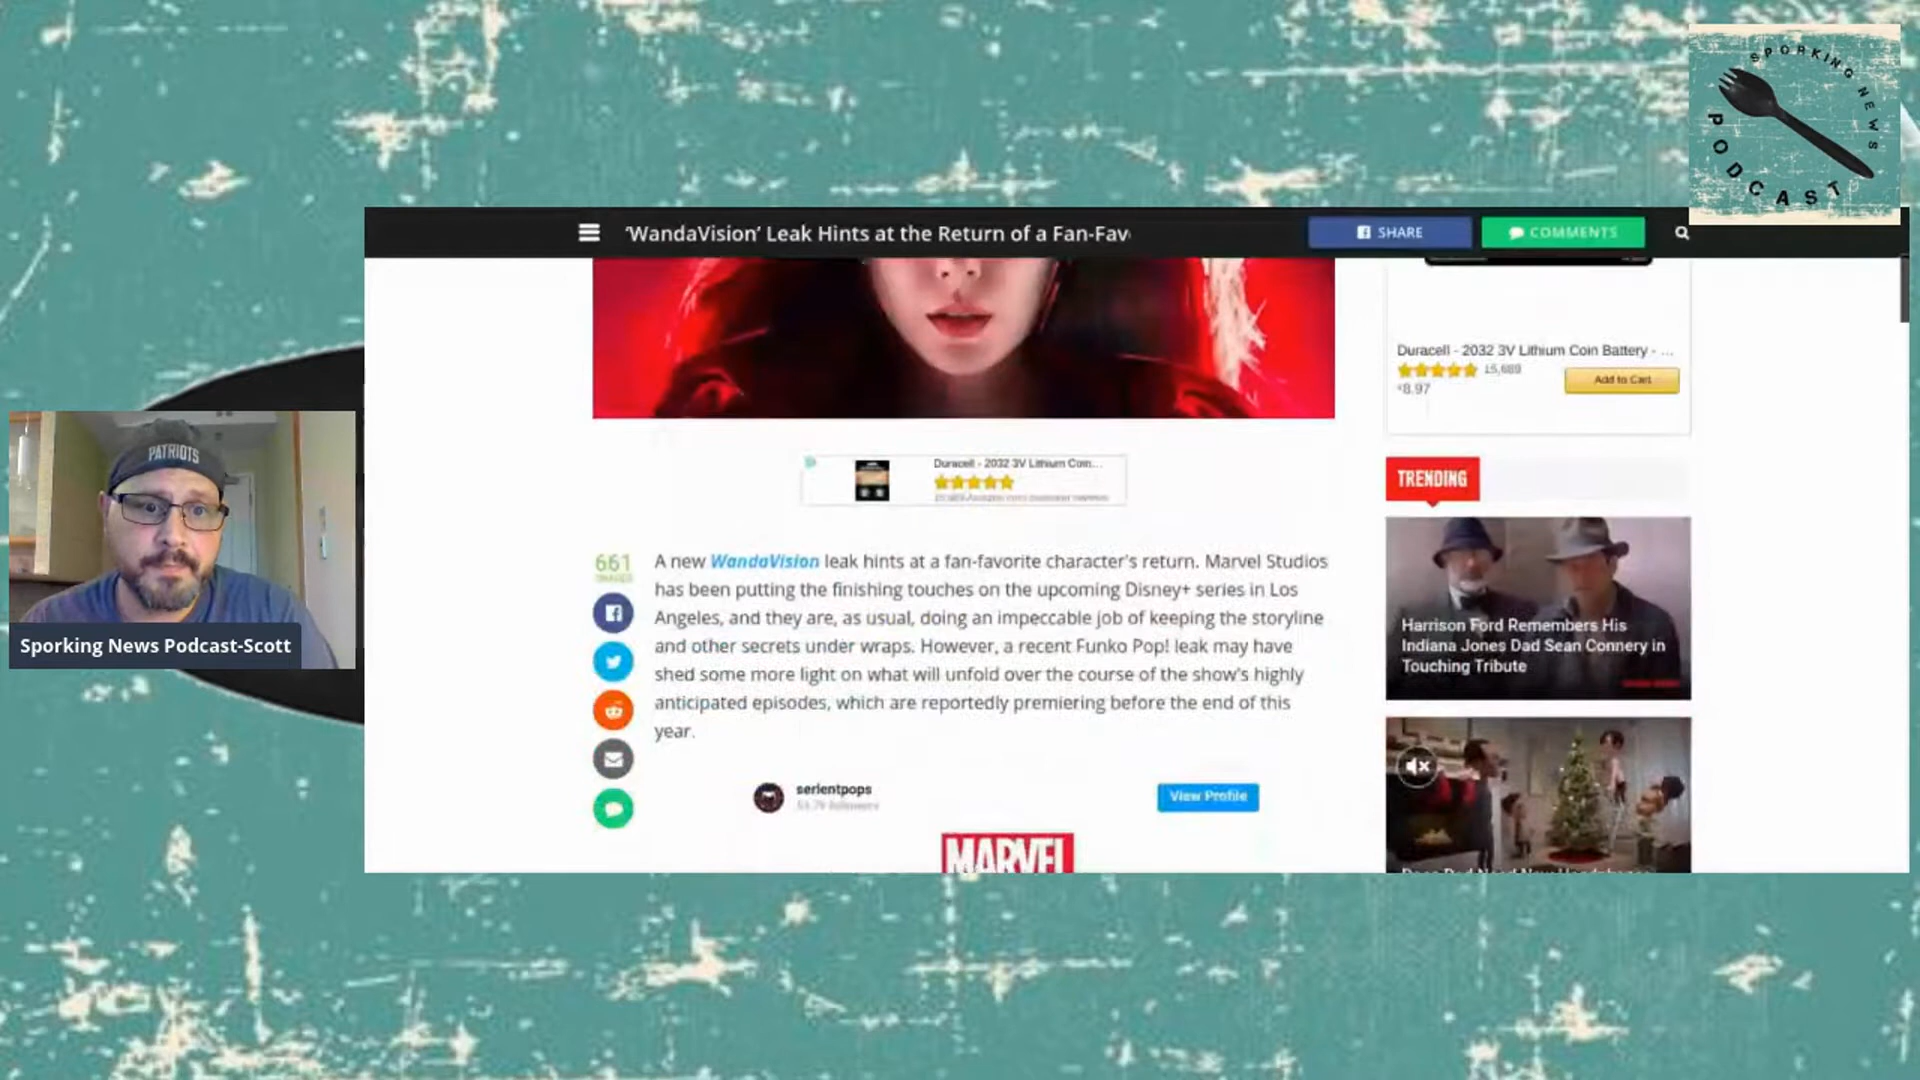 SPORKING NEWS
PODCAST
'WandaVision' Leak Hints at the Return of a Fan-Fav
SHARE
COMMENTS
Duracell - 2032 3V Lithium Coin Battery - ...
15,689
$8.97
Add to Cart
Duracell - 2032 3V Lithium Coin...
TRENDING
PATRIOTS
661
SHARES
A new WandaVision leak hints at a fan-favorite character's return. Marvel Studios
has been putting the finishing touches on the upcoming Disney+ series in Los
Angeles, and they are, as usual, doing an impeccable job of keeping the storyline
and other secrets under wraps. However, a recent Funko Pop! leak may have
shed some more light on what will unfold over the course of the show's highly
anticipated episodes, which are reportedly premiering before the end of this
year.
Harrison Ford Remembers His
Indiana Jones Dad Sean Connery in
Touching Tribute
Sporking News Podcast-Scott
serientpops
View Profile
MARVEL